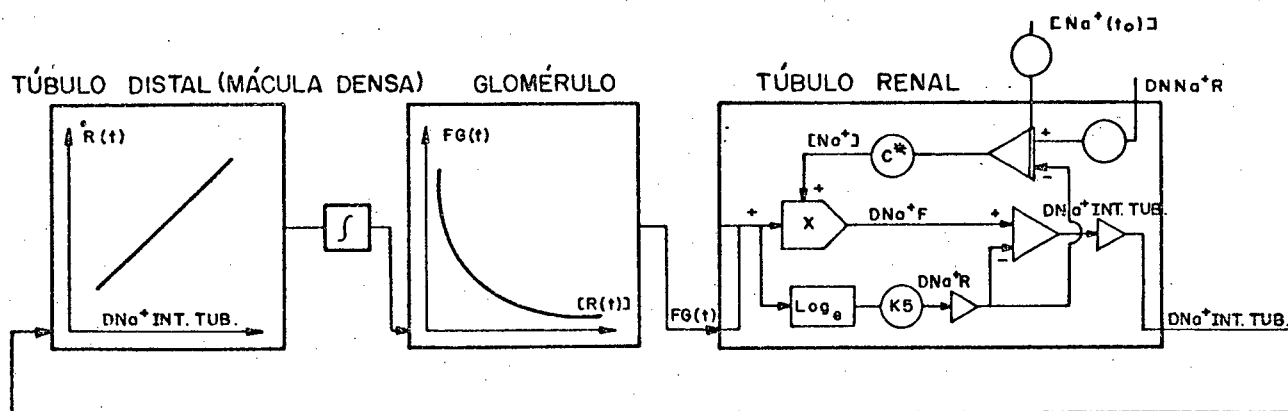 [Na⁺(to)]
TÚBULO DISTAL (MÁCULA DENSA)
GLOMÉRULO
TÚBULO RENAL
DNNa⁺R
Ṙ(t)
DNa⁺INT. TUB.
∫
FG(t)
[R(t)]
FG(t)
[Na⁺]
C*
+
-
+
+
X
DNa⁺F
+
-
DNa⁺INT. TUB.
Logₑ
K5
DNa⁺R
DNa⁺INT. TUB.